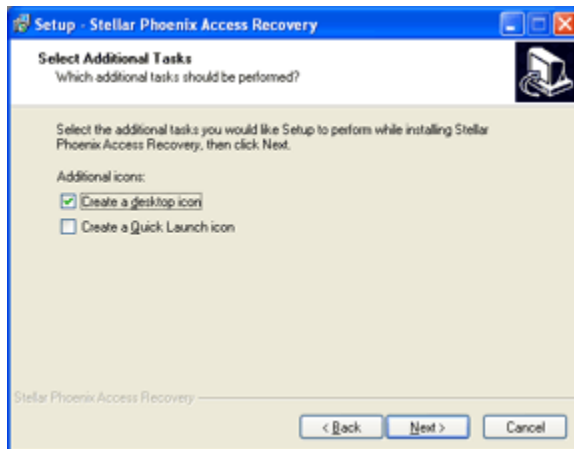 Setup - Stellar Phoenix Access Recovery
Select Additional Tasks
Which additional tasks should be performed?
Select the additional tasks you would like Setup to perform while installing Stellar
Phoenix Access Recovery, then click Next.
Additional icons:
Create a desktop icon
Create a Quick Launch icon
Stellar Phoenix Access Recovery
< Back Next > Cancel